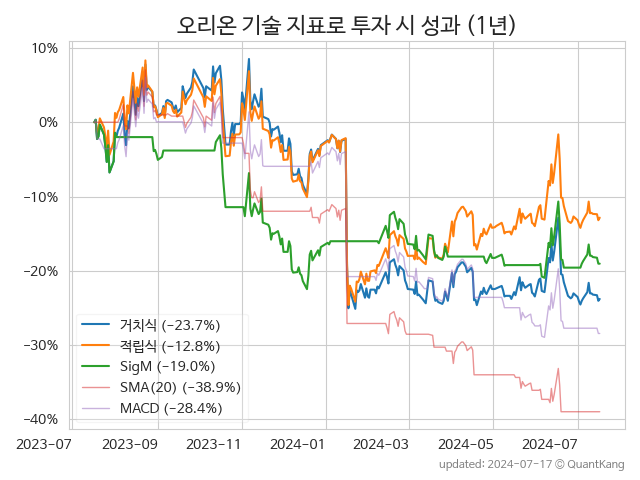 오리온 기술 지표로 투자 시 성과 (1년)
10%
0%
−10%
−20%
−30%
−40%
거치식 (−23.7%)
적립식 (−12.8%)
SigM (−19.0%)
SMA(20) (−38.9%)
MACD (−28.4%)
2023-07 2023-09 2023-11 2024-01 2024-03 2024-05 2024-07
updated: 2024-07-17 © QuantKang